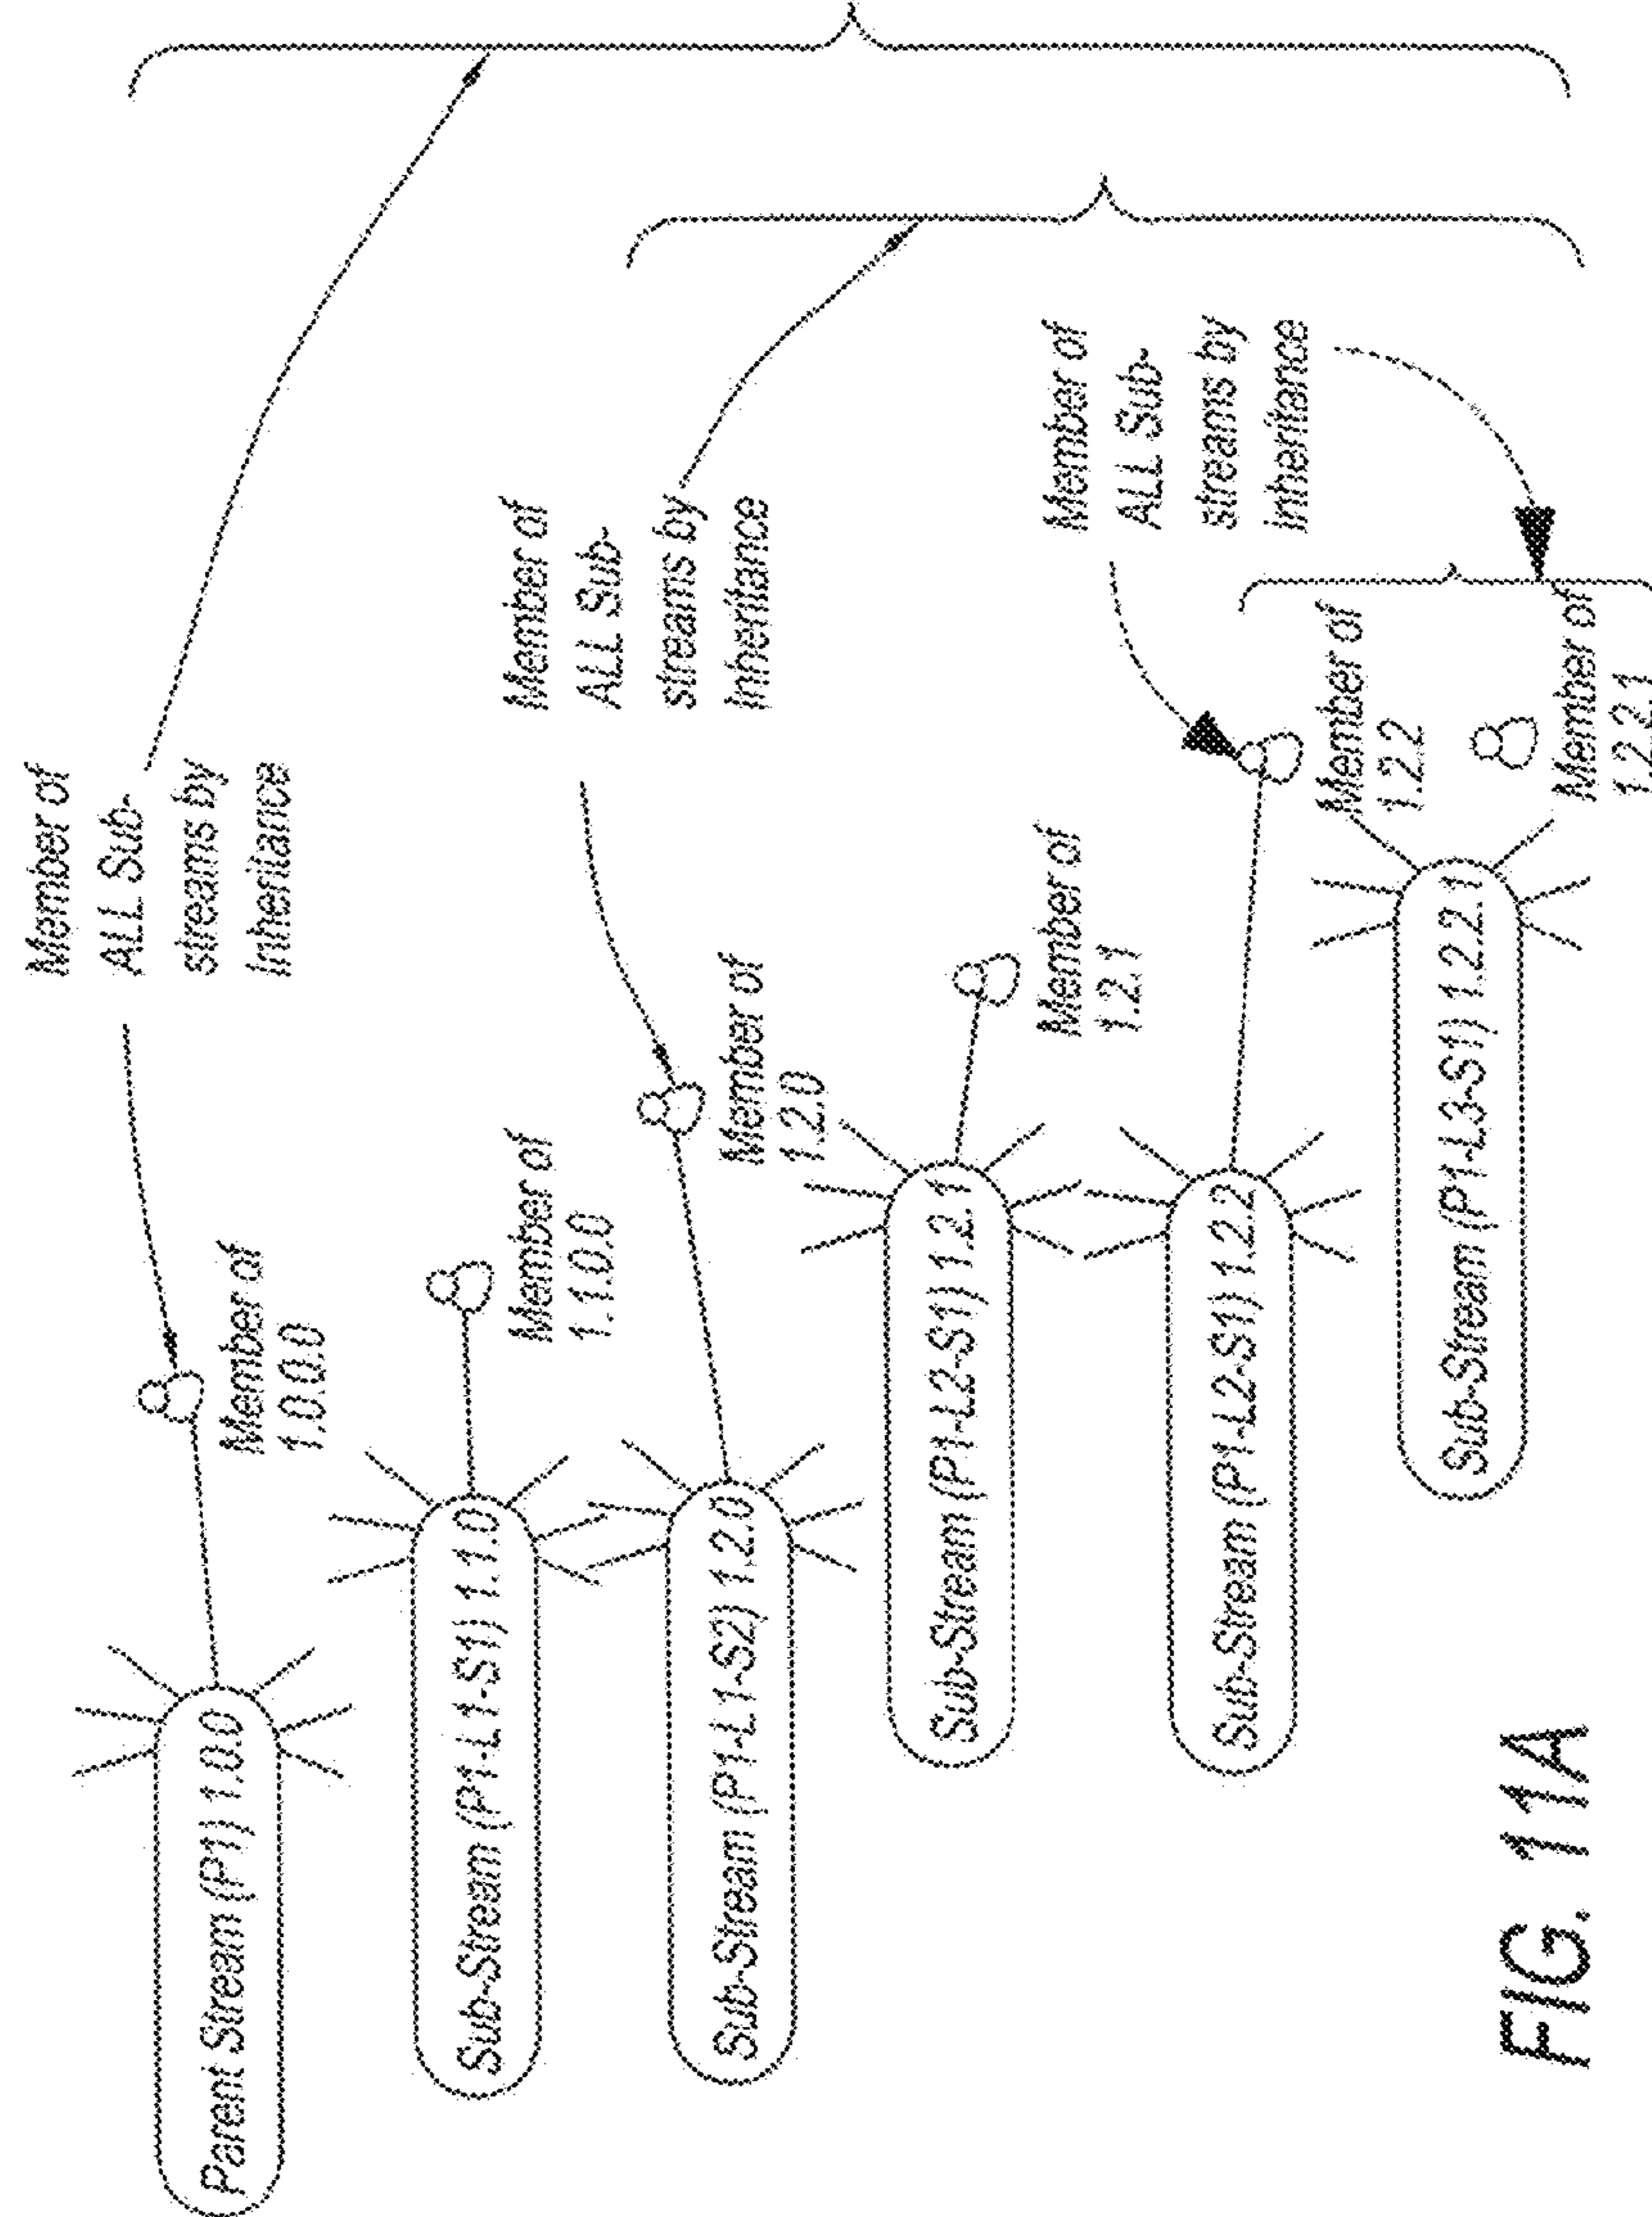 Member of
ALL Sub-
streams by
Inheritance
Parent Stream (P1) 1.0.0
Member of
1.0.0.0
Sub-Stream (P1-L1-S1) 1.1.0
Member of
1.1.0.0
Member of
ALL Sub-
streams by
Inheritance
Sub-Stream (P1-L1-S2) 1.2.0
Member of
1.2.0
Sub-Stream (P1-L2-S1) 1.2.1
Member of
1.2.1
Member of
ALL Sub-
streams by
Inheritance
Sub-Stream (P1-L2-S1) 1.2.2
Member of
1.2.2
Sub-Stream (P1-L3-S1) 1.2.2.1
Member of
1.2.2.1
FIG. 11A